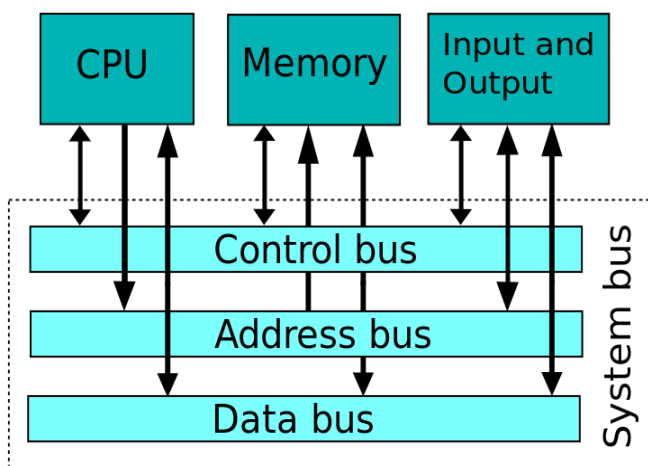 CPU
Memory
Input and
Output
Control bus
Address bus
Data bus
System bus